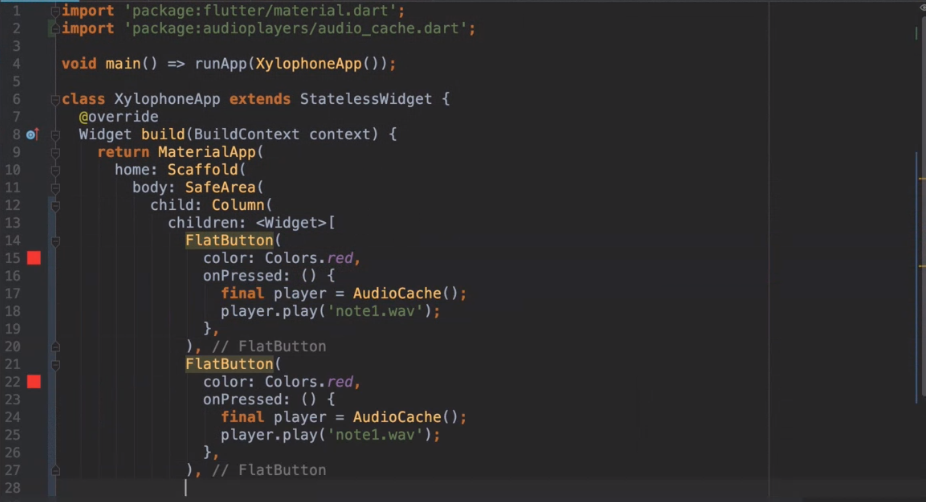 1 import 'package:flutter/material.dart';
2 import 'package:audioplayers/audio_cache.dart';
3
4 void main() => runApp(XylophoneApp());
5
6 class XylophoneApp extends StatelessWidget {
7 @override
8 Widget build(BuildContext context) {
9 return MaterialApp(
10 home: Scaffold(
11 body: SafeArea(
12 child: Column(
13 children: <Widget>[
14 FlatButton(
15 color: Colors.red,
16 onPressed: () {
17 final player = AudioCache();
18 player.play('note1.wav');
19 },
20 ), // FlatButton
21 FlatButton(
22 color: Colors.red,
23 onPressed: () {
24 final player = AudioCache();
25 player.play('note1.wav');
26 },
27 ), // FlatButton
28